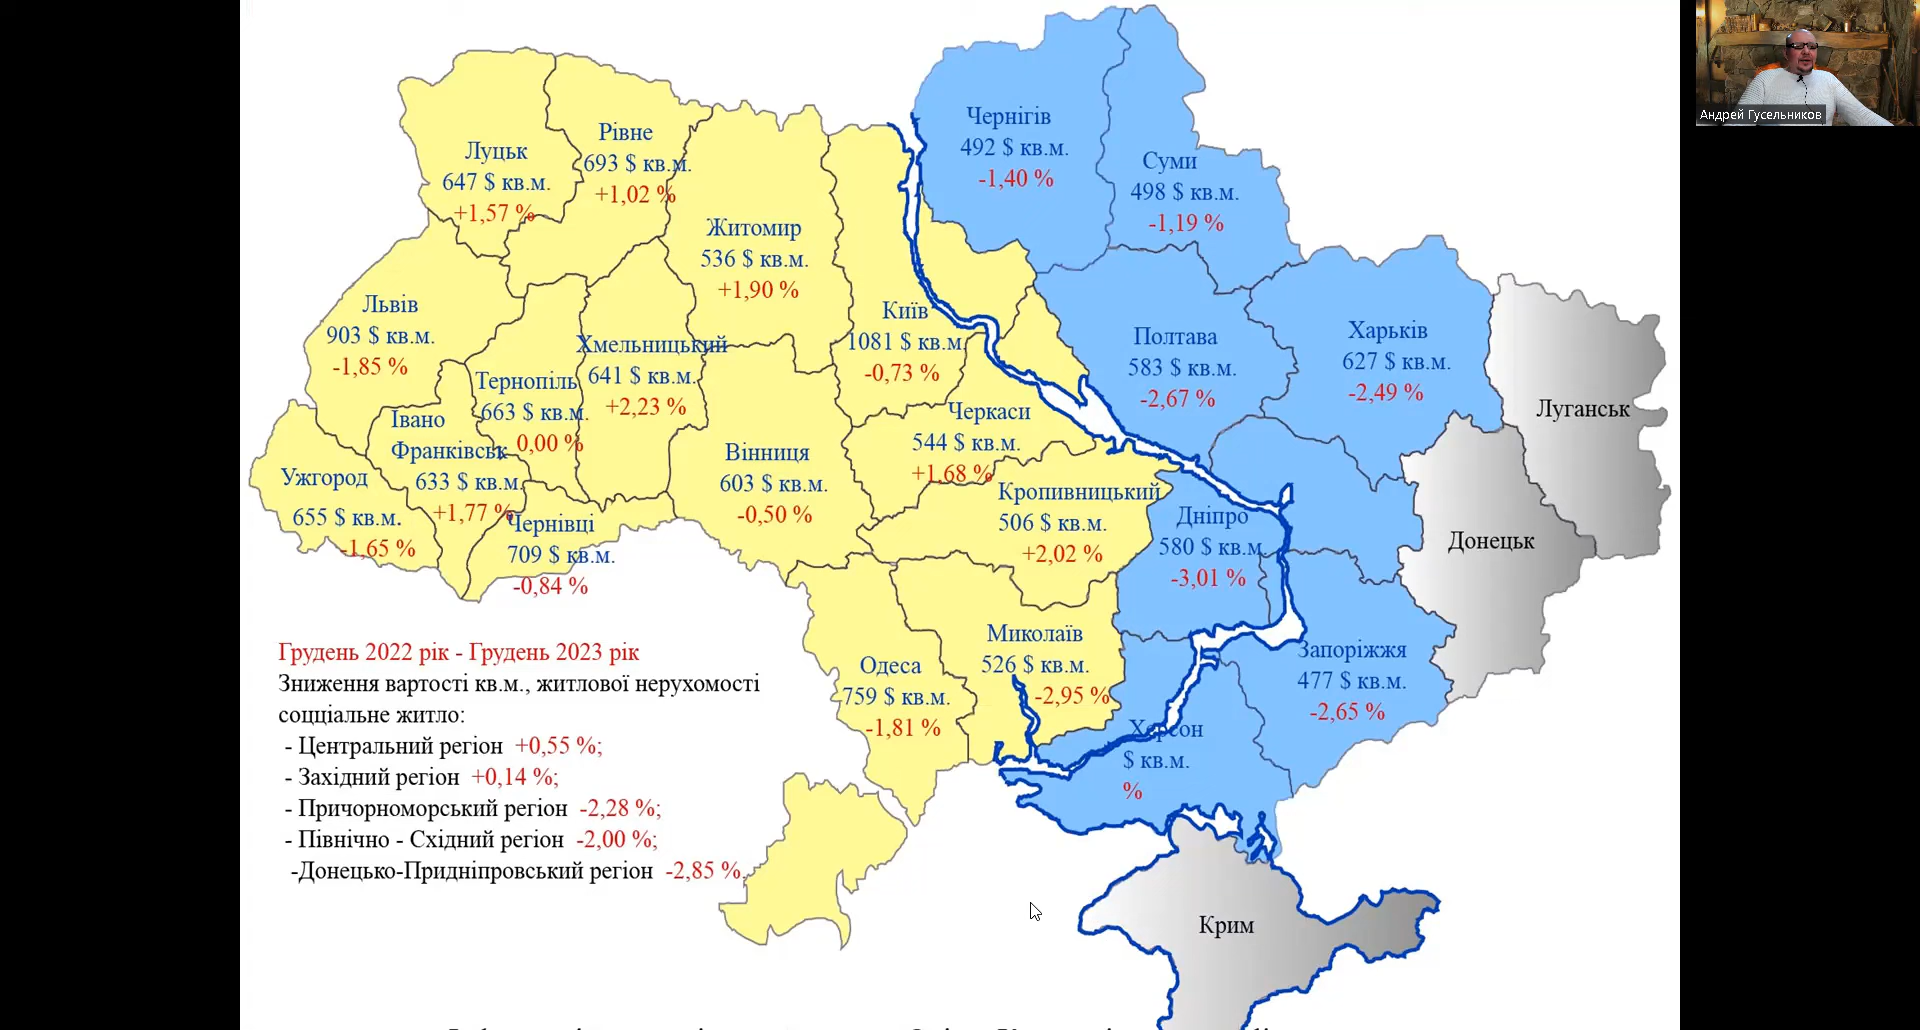 Андрей Гусельников
Чернігів
492 $ кв.м.
-1,40 %
Суми
498 $ кв.м.
-1,19 %
Рівне
693 $ кв.м.
+1,02 %
Луцьк
647 $ кв.м.
+1,57 %
Житомир
536 $ кв.м.
+1,90 %
Львів
903 $ кв.м.
-1,85 %
Київ
1081 $ кв.м.
-0,73 %
Полтава
583 $ кв.м.
-2,67 %
Харьків
627 $ кв.м.
-2,49 %
Хмельницький
641 $ кв.м.
+2,23 %
Тернопіль
663 $ кв.м.
0,00 %
Луганськ
Івано
Франківськ
633 $ кв.м.
+1,77 %
Черкаси
544 $ кв.м.
+1,68 %
Вінниця
603 $ кв.м.
-0,50 %
Ужгород
655 $ кв.м.
-1,65 %
Кропивницький
506 $ кв.м.
+2,02 %
Чернівці
709 $ кв.м.
-0,84 %
Дніпро
580 $ кв.м.
-3,01 %
Донецьк
Миколаїв
526 $ кв.м.
-2,95 %
Одеса
759 $ кв.м.
-1,81 %
Запоріжжя
477 $ кв.м.
-2,65 %
Херсон
$ кв.м.
%
Крим
Грудень 2022 рік - Грудень 2023 рік
Зниження вартості кв.м., житлової нерухомості
соцціальне житло:
- Центральний регіон +0,55 %;
- Західний регіон +0,14 %;
- Причорноморський регіон -2,28 %;
- Північно - Східний регіон -2,00 %;
-Донецько-Придніпровський регіон -2,85 %.